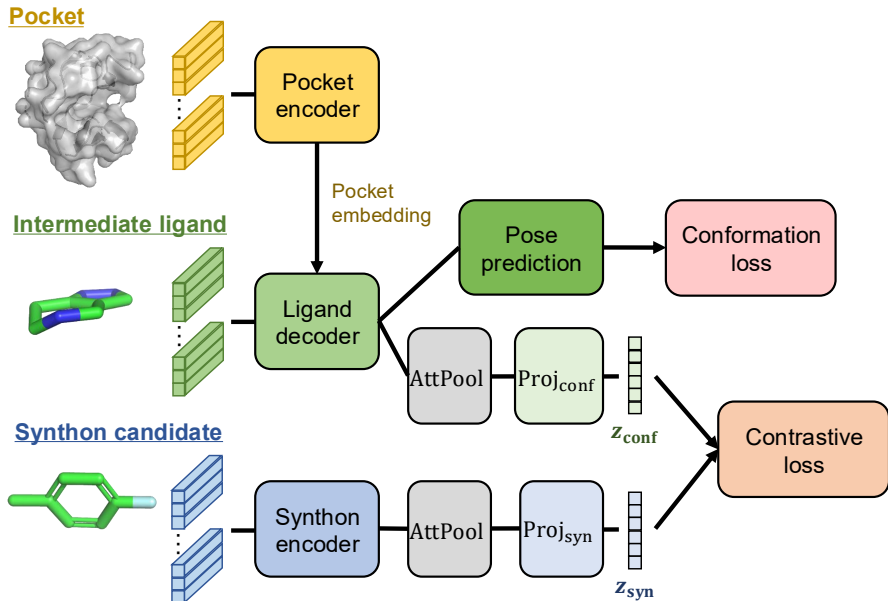 Pocket
Pocket
encoder
Pocket
embedding
Intermediate ligand
Ligand
decoder
Pose
prediction
Conformation
loss
AttPool
Proj_conf
z_conf
Contrastive
loss
Synthon candidate
Synthon
encoder
AttPool
Proj_syn
z_syn